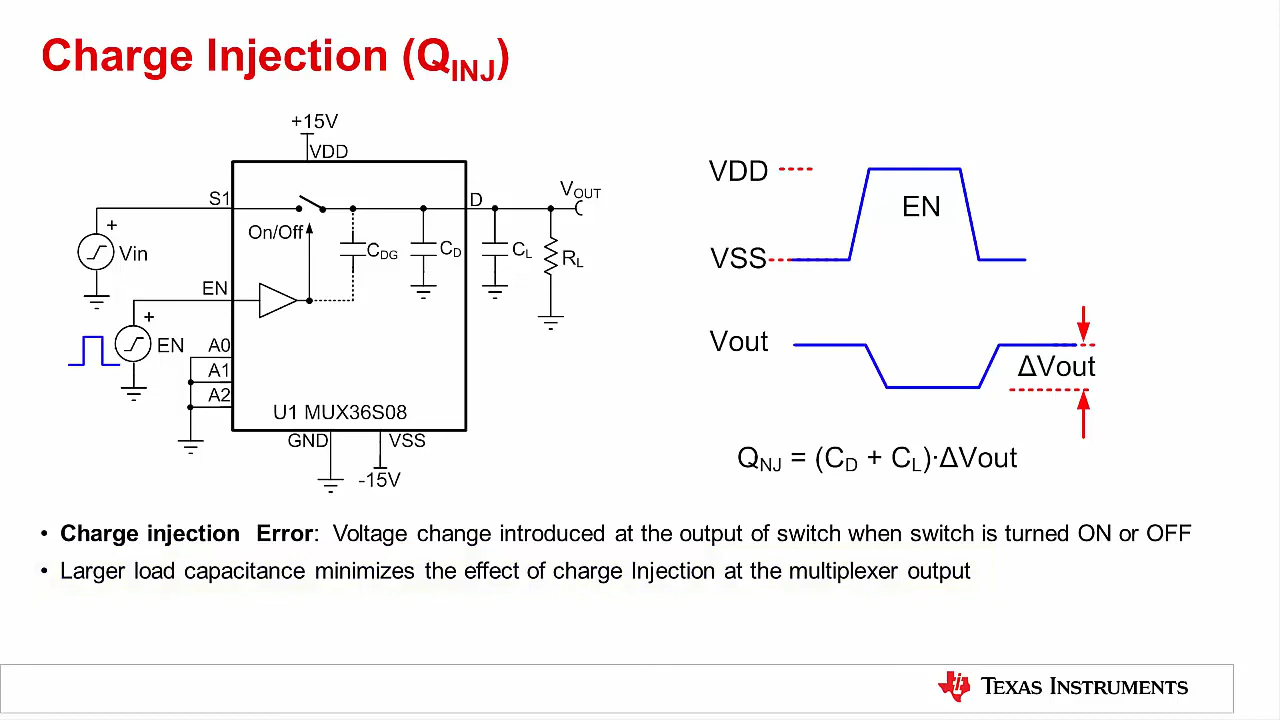 Charge Injection (QINJ)
+15V
VDD
S1
D
VOUT
On/Off
CDG
CD
CL
RL
+
Vin
EN
+
EN
A0
A1
A2
U1 MUX36S08
GND
VSS
-15V
VDD
EN
VSS
Vout
ΔVout
QNJ = (CD + CL)·ΔVout
• Charge injection Error: Voltage change introduced at the output of switch when switch is turned ON or OFF
• Larger load capacitance minimizes the effect of charge Injection at the multiplexer output
TEXAS INSTRUMENTS